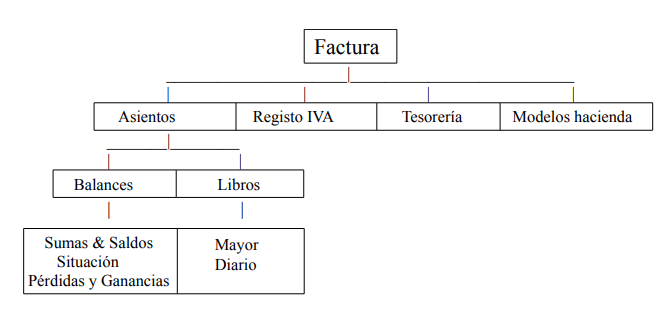 Factura
Asientos
Registo IVA
Tesorería
Modelos hacienda
Balances
Libros
Sumas & Saldos
Situación
Pérdidas y Ganancias
Mayor
Diario